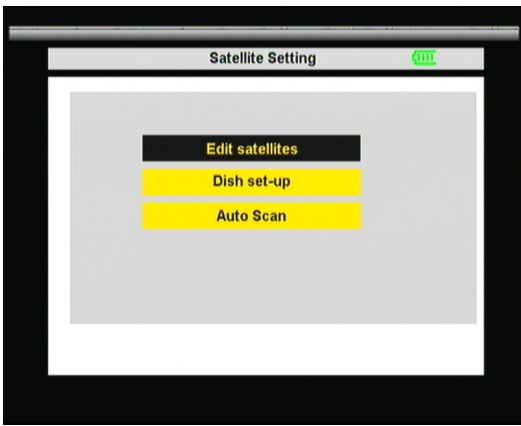 Satellite Setting
Edit satellites
Dish set-up
Auto Scan